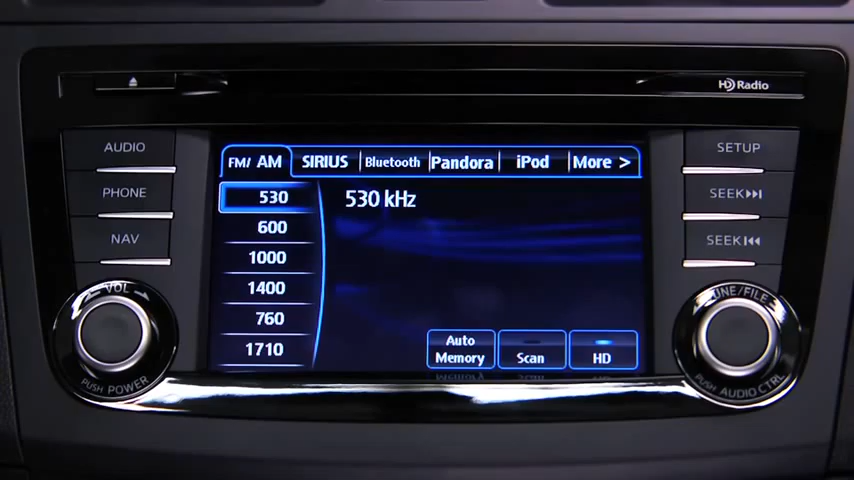 HD Radio
AUDIO
PHONE
NAV
VOL
PUSH POWER
FM/ AM
SIRIUS
Bluetooth
Pandora
iPod
More >
530
600
1000
1400
760
1710
530 kHz
Auto
Memory
Scan
HD
SETUP
SEEK
SEEK
TUNE/FILE
PUSH AUDIO CTRL